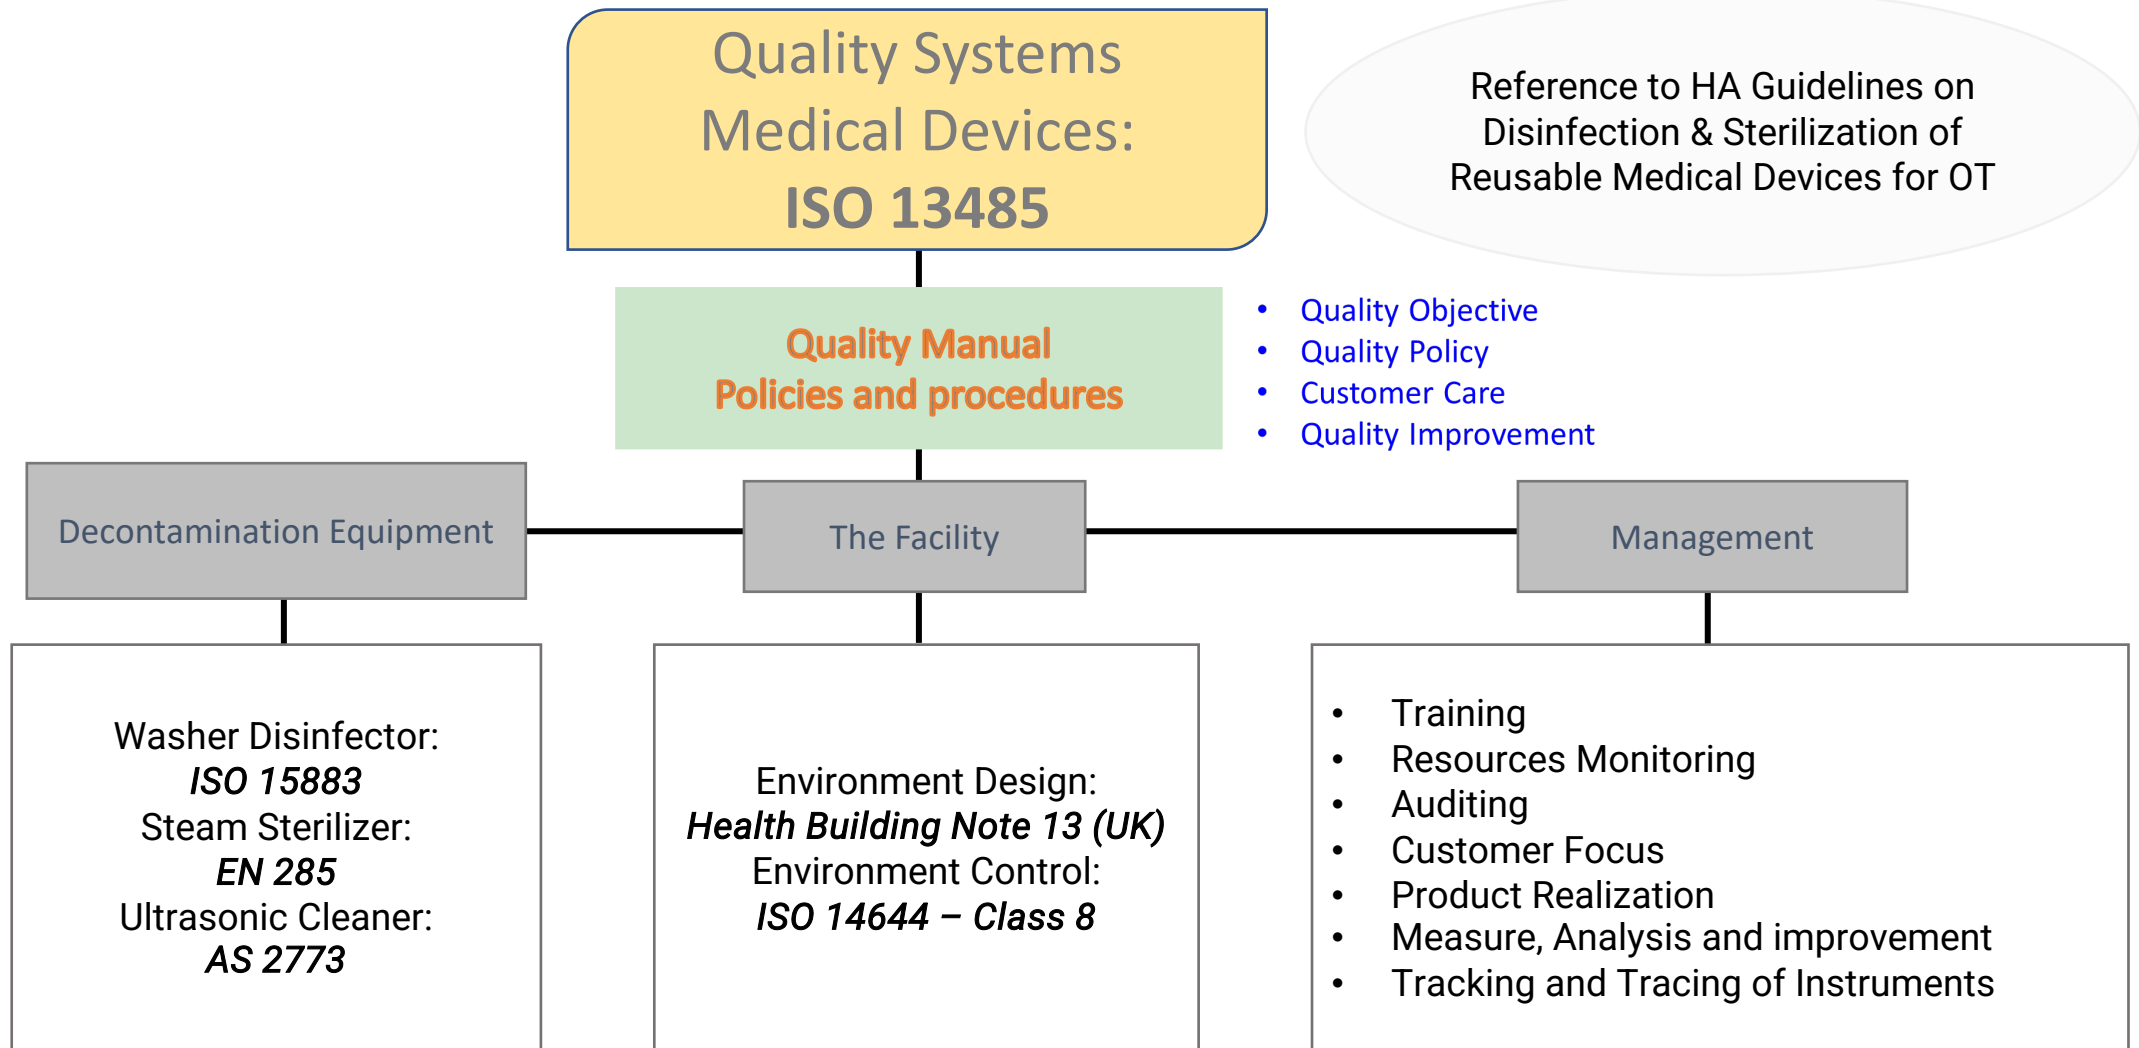 Quality Systems
Medical Devices:
ISO 13485
Reference to HA Guidelines on
Disinfection & Sterilization of
Reusable Medical Devices for OT
Quality Manual
Policies and procedures
• Quality Objective
• Quality Policy
• Customer Care
• Quality Improvement
Decontamination Equipment
The Facility
Management
Washer Disinfector:
ISO 15883
Steam Sterilizer:
EN 285
Ultrasonic Cleaner:
AS 2773
Environment Design:
Health Building Note 13 (UK)
Environment Control:
ISO 14644 – Class 8
• Training
• Resources Monitoring
• Auditing
• Customer Focus
• Product Realization
• Measure, Analysis and improvement
• Tracking and Tracing of Instruments